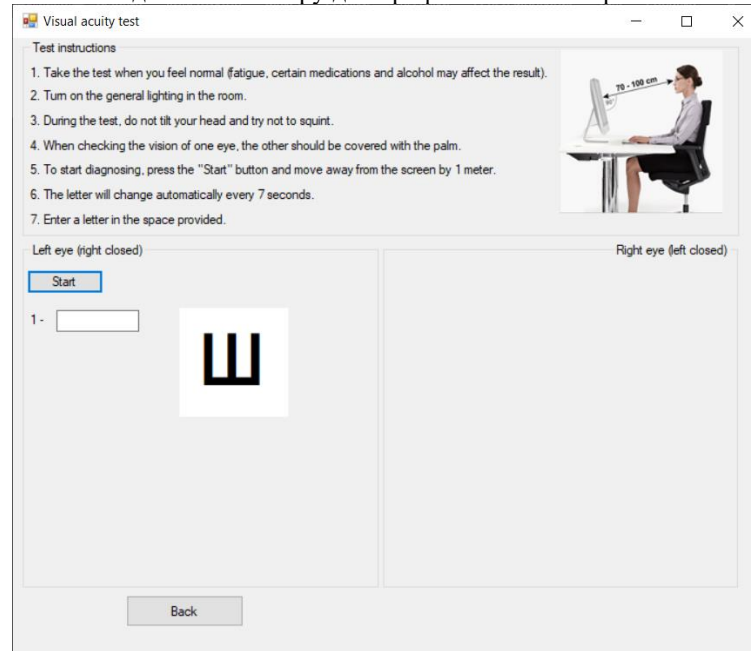 Visual acuity test
Test instructions
1. Take the test when you feel normal (fatigue, certain medications and alcohol may affect the result).
2. Turn on the general lighting in the room.
3. During the test, do not tilt your head and try not to squint.
4. When checking the vision of one eye, the other should be covered with the palm.
5. To start diagnosing, press the "Start" button and move away from the screen by 1 meter.
6. The letter will change automatically every 7 seconds.
7. Enter a letter in the space provided.
70 - 100 cm
90°
Left eye (right closed)
Right eye (left closed)
Start
1 -
Ш
Back